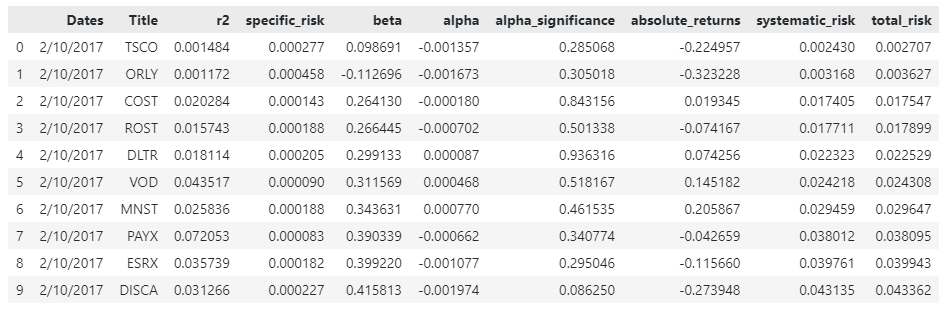 Dates Title r2 specific_risk beta alpha alpha_significance absolute_returns systematic_risk total_risk
0 2/10/2017 TSCO 0.001484 0.000277 0.098691 -0.001357 0.285068 -0.224957 0.002430 0.002707
1 2/10/2017 ORLY 0.001172 0.000458 -0.112696 -0.001673 0.305018 -0.323228 0.003168 0.003627
2 2/10/2017 COST 0.020284 0.000143 0.264130 -0.000180 0.843156 0.019345 0.017405 0.017547
3 2/10/2017 ROST 0.015743 0.000188 0.266445 -0.000702 0.501338 -0.074167 0.017711 0.017899
4 2/10/2017 DLTR 0.018114 0.000205 0.299133 0.000087 0.936316 0.074256 0.022323 0.022529
5 2/10/2017 VOD 0.043517 0.000090 0.311569 0.000468 0.518167 0.145182 0.024218 0.024308
6 2/10/2017 MNST 0.025836 0.000188 0.343631 0.000770 0.461535 0.205867 0.029459 0.029647
7 2/10/2017 PAYX 0.072053 0.000083 0.390339 -0.000662 0.340774 -0.042659 0.038012 0.038095
8 2/10/2017 ESRX 0.035739 0.000182 0.399220 -0.001077 0.295046 -0.115660 0.039761 0.039943
9 2/10/2017 DISCA 0.031266 0.000227 0.415813 -0.001974 0.086250 -0.273948 0.043135 0.043362